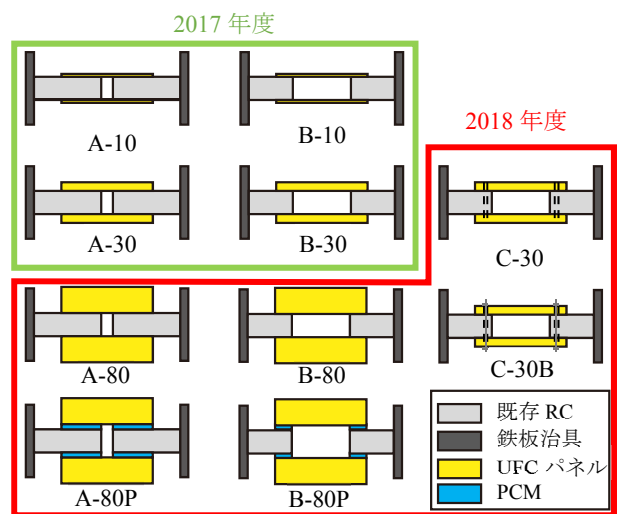 2017 年度
A-10
B-10
2018 年度
A-30
B-30
C-30
A-80
B-80
C-30B
A-80P
B-80P
既存 RC
鉄板治具
UFC パネル
PCM